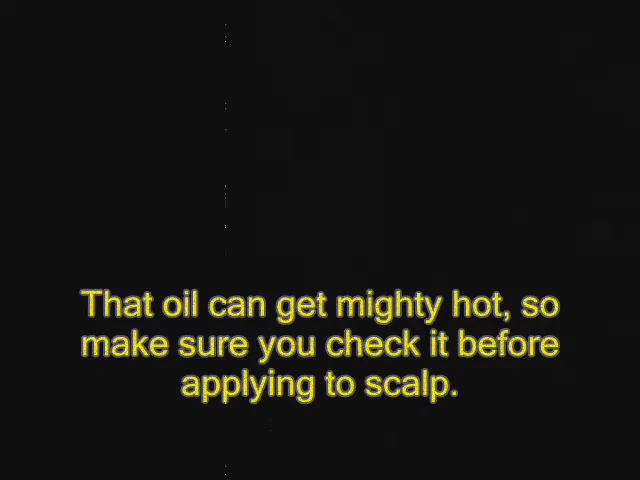 That oil can get mighty hot, so
make sure you check it before
applying to scalp.